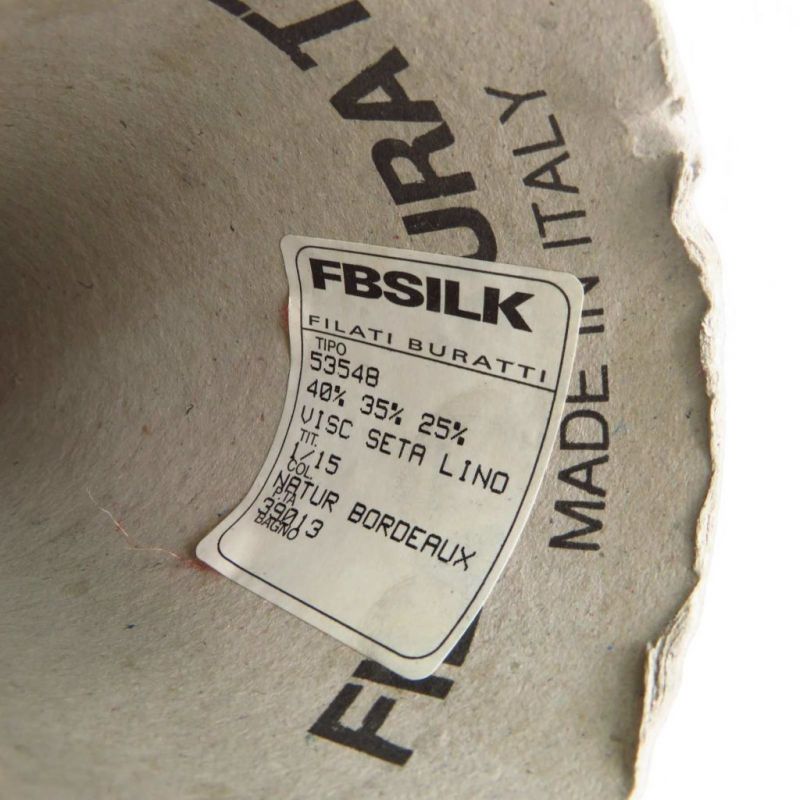 FBSILK
FILATI BURATTI
TIPO
53548
40% 35% 25%
VISC SETA LINO
TIT.
1/15
COL.
NATUR BORDEAUX
PTA
39013
BAGNO
MADE IN ITALY